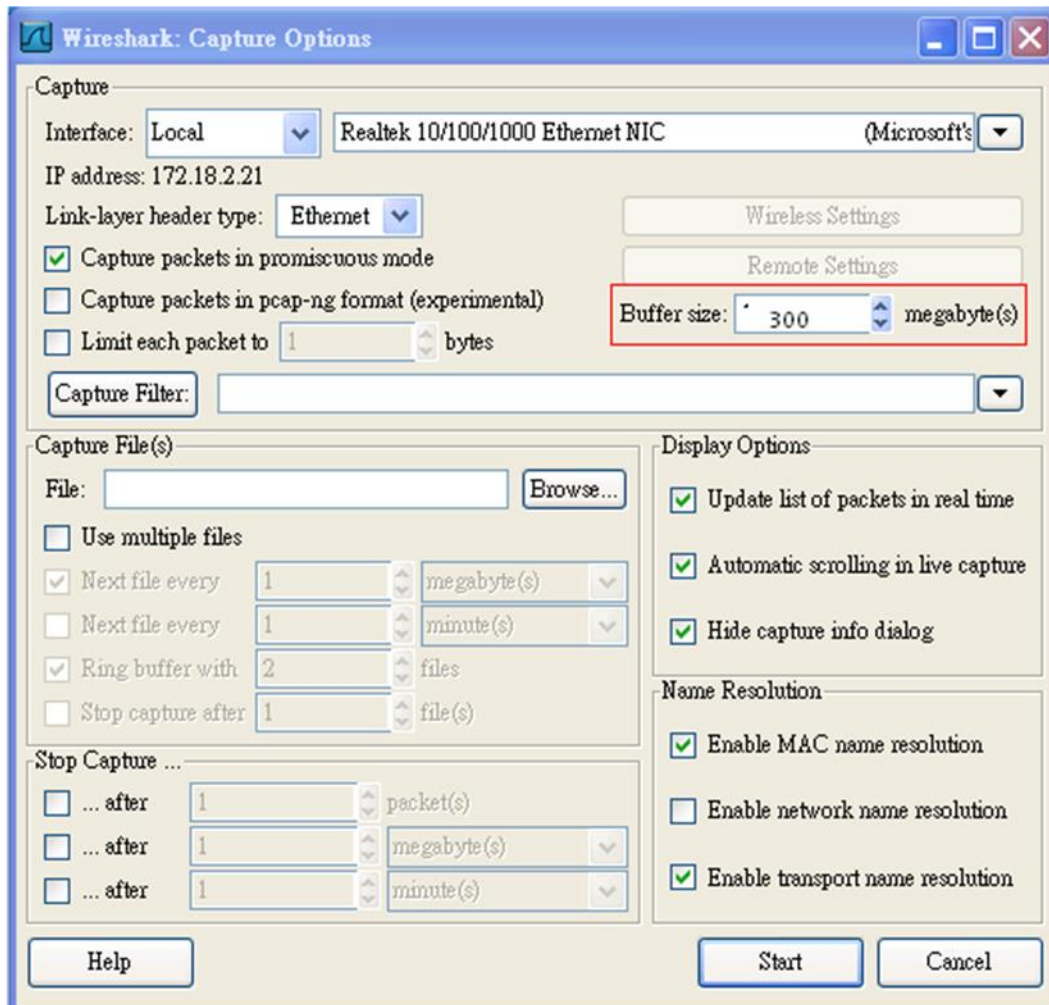 Wireshark: Capture Options
Capture
Interface: Local Realtek 10/100/1000 Ethernet NIC (Microsoft's
IP address: 172.18.2.21
Link-layer header type: Ethernet
Wireless Settings
Capture packets in promiscuous mode
Remote Settings
Capture packets in pcap-ng format (experimental)
Buffer size: 300 megabyte(s)
Limit each packet to 1 bytes
Capture Filter:
Capture File(s)
File: Browse...
Use multiple files
Next file every 1 megabyte(s)
Next file every 1 minute(s)
Ring buffer with 2 files
Stop capture after 1 file(s)
Stop Capture ...
... after 1 packet(s)
... after 1 megabyte(s)
... after 1 minute(s)
Display Options
Update list of packets in real time
Automatic scrolling in live capture
Hide capture info dialog
Name Resolution
Enable MAC name resolution
Enable network name resolution
Enable transport name resolution
Help Start Cancel